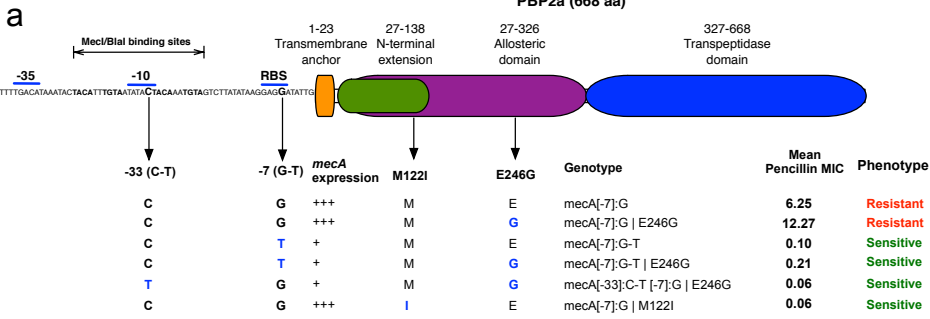 a
PBP2a (668 aa)
MecI/BlaI binding sites
1-23
Transmembrane
anchor
27-138
N-terminal
extension
27-326
Allosteric
domain
327-668
Transpeptidase
domain
-35
-10
RBS
TTTTGACATAAATACTACATTTGTAATATACTACAAATGTAGTCTTATATAAGGAGGATATTG
-33 (C-T)
-7 (G-T)
mecA
expression
M122I
E246G
Genotype
Mean
Pencillin MIC
Phenotype
C G +++ M E mecA[-7]:G 6.25 Resistant
C G +++ M G mecA[-7]:G | E246G 12.27 Resistant
C T + M E mecA[-7]:G-T 0.10 Sensitive
C T + M G mecA[-7]:G-T | E246G 0.21 Sensitive
T G + M G mecA[-33]:C-T [-7]:G | E246G 0.06 Sensitive
C G +++ I E mecA[-7]:G | M122I 0.06 Sensitive